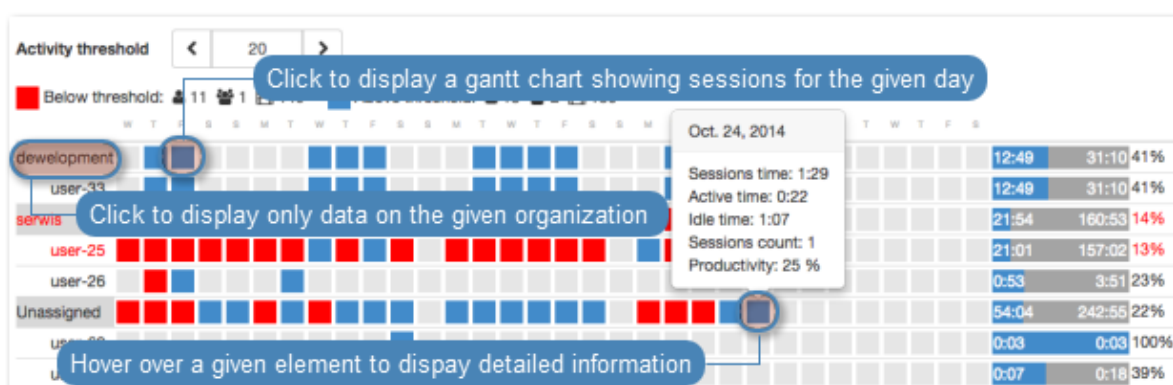 Activity threshold 20
Click to display a gantt chart showing sessions for the given day
Below threshold: 11 1
W T F S S M T W T F S S M T W T F S S M T W T F S
Oct. 24, 2014
dewelopment 12:49 31:10 41%
Sessions time: 1:29
user-33 12:49 31:10 41%
Active time: 0:22
Click to display only data on the given organization
Idle time: 1:07
serwis 21:54 160:53 14%
Sessions count: 1
user-25 21:01 157:02 13%
Productivity: 25 %
user-26 0:53 3:51 23%
Unassigned 54:04 242:55 22%
0:03 0:03 100%
Hover over a given element to dispay detailed information
0:07 0:18 39%